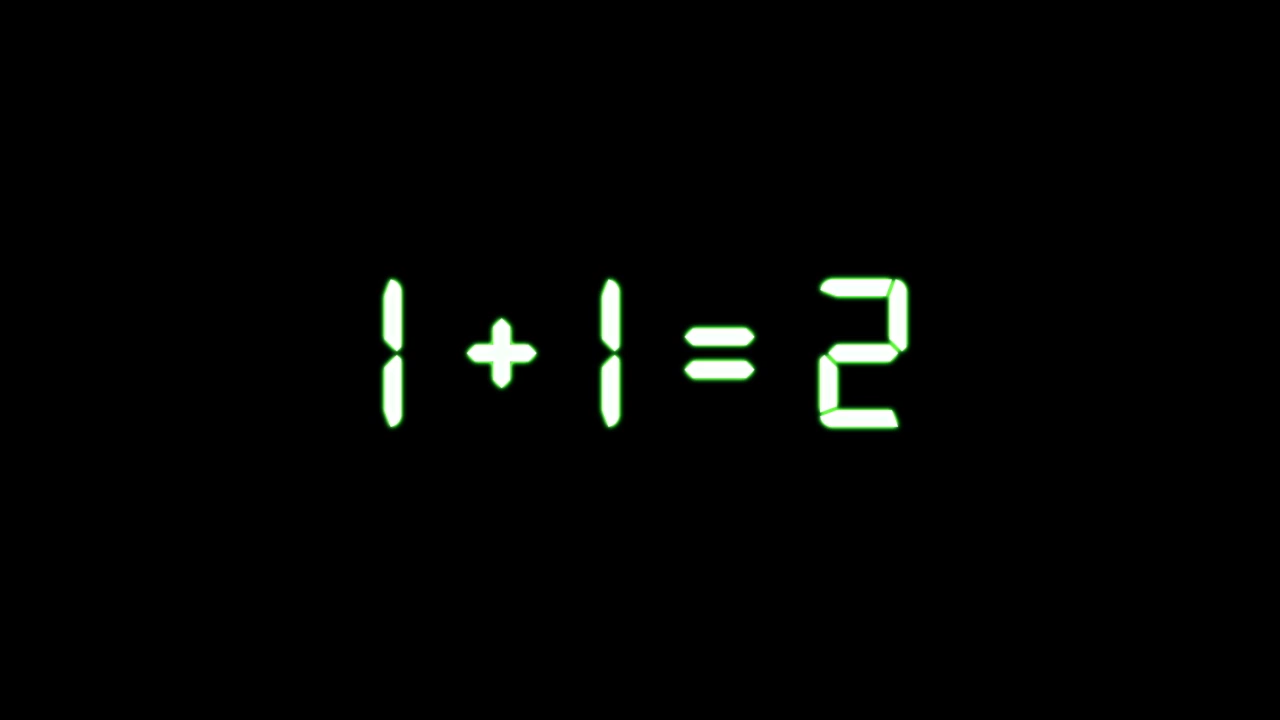 1 + 1 = 2